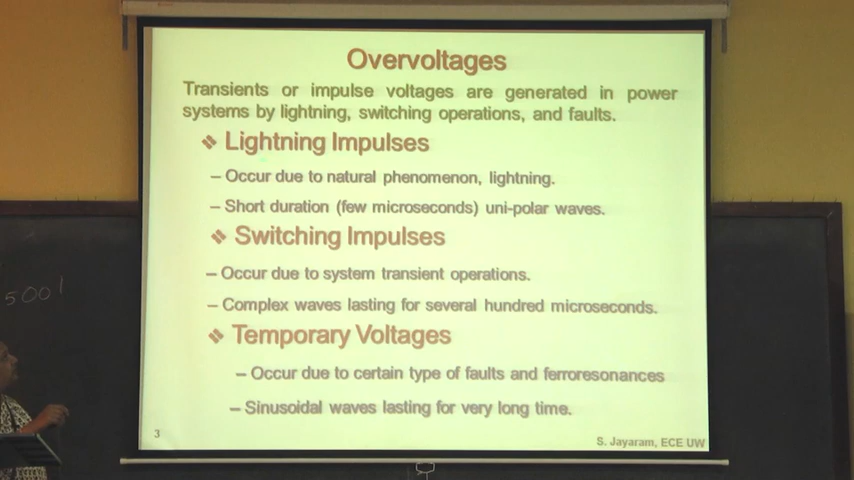 Overvoltages
Transients or impulse voltages are generated in power
systems by lightning, switching operations, and faults.
❖ Lightning Impulses
– Occur due to natural phenomenon, lightning.
– Short duration (few microseconds) uni-polar waves.
❖ Switching Impulses
– Occur due to system transient operations.
– Complex waves lasting for several hundred microseconds.
❖ Temporary Voltages
– Occur due to certain type of faults and ferroresonances
– Sinusoidal waves lasting for very long time.
3
S. Jayaram, ECE UW